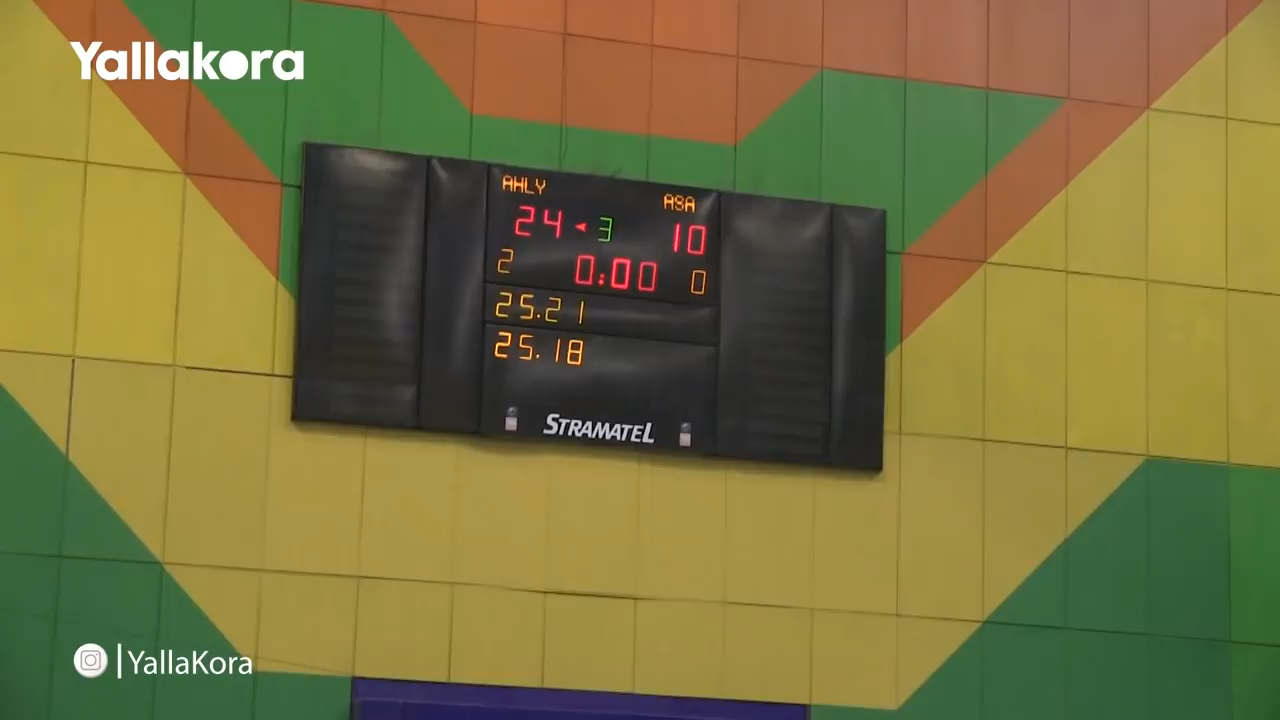 Yallakora
AHLY ASA
24 3 10
2 0:00 0
25.21
25.18
STRAMATEL
YallaKora